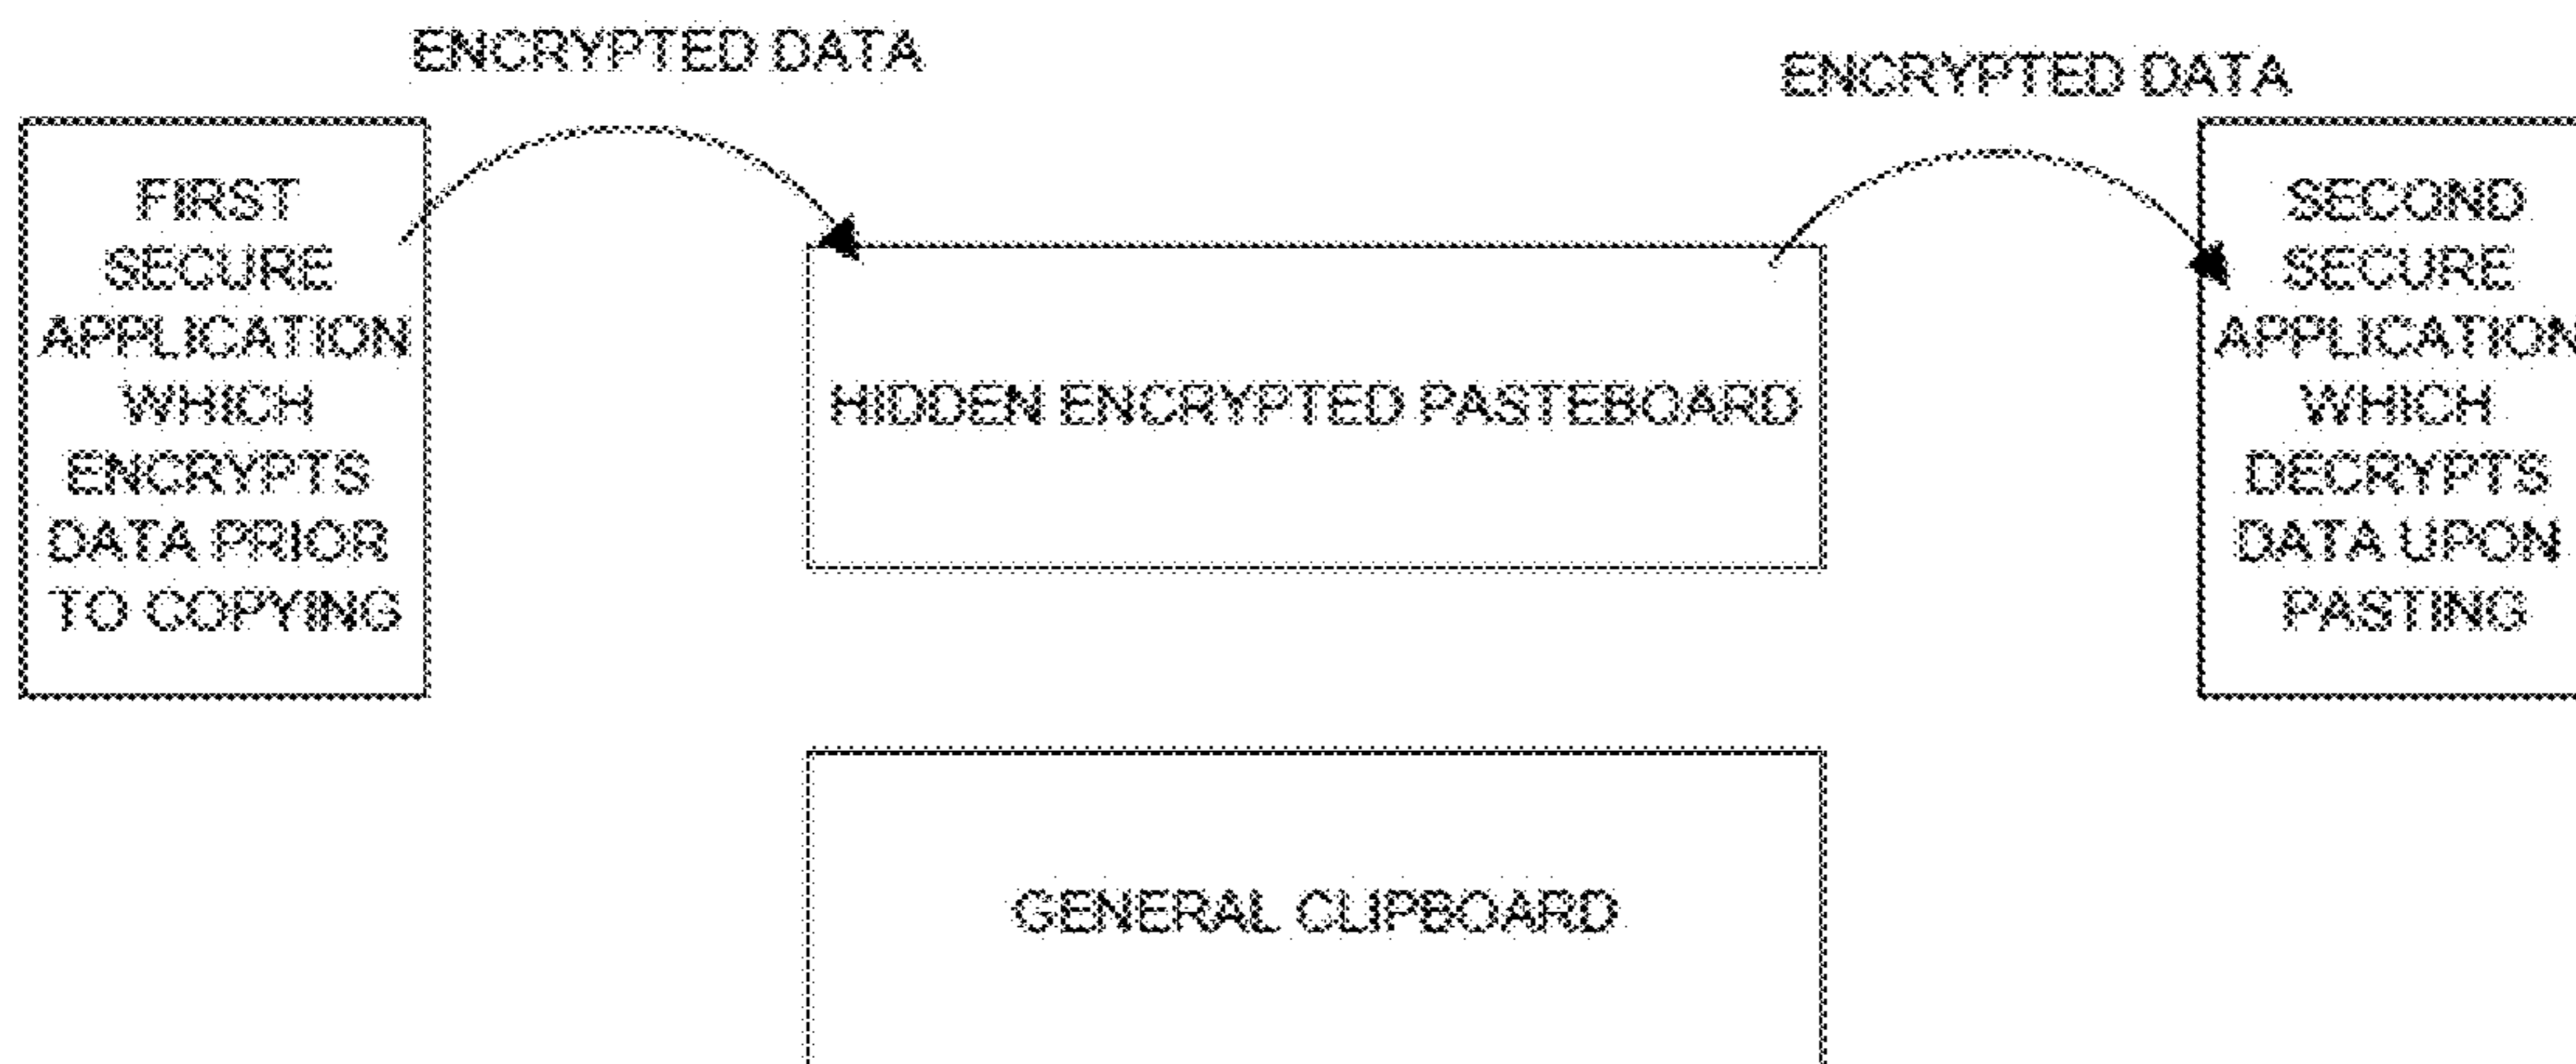 ENCRYPTED DATA
ENCRYPTED DATA
FIRST
SECURE
APPLICATION
WHICH
ENCRYPTS
DATA PRIOR
TO COPYING
HIDDEN ENCRYPTED PASTEBOARD
SECOND
SECURE
APPLICATION
WHICH
DECRYPTS
DATA UPON
PASTING
GENERAL CLIPBOARD